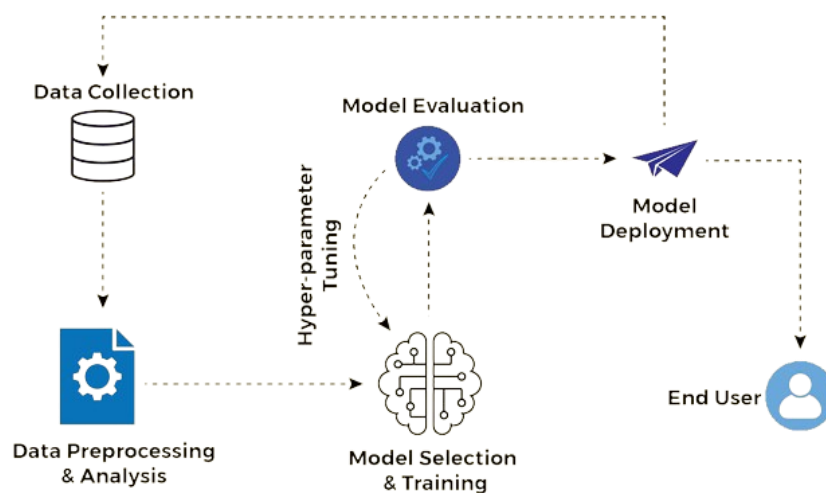 Data Collection
Model Evaluation
Hyper-parameter
Tuning
Model
Deployment
End User
Data Preprocessing
& Analysis
Model Selection
& Training